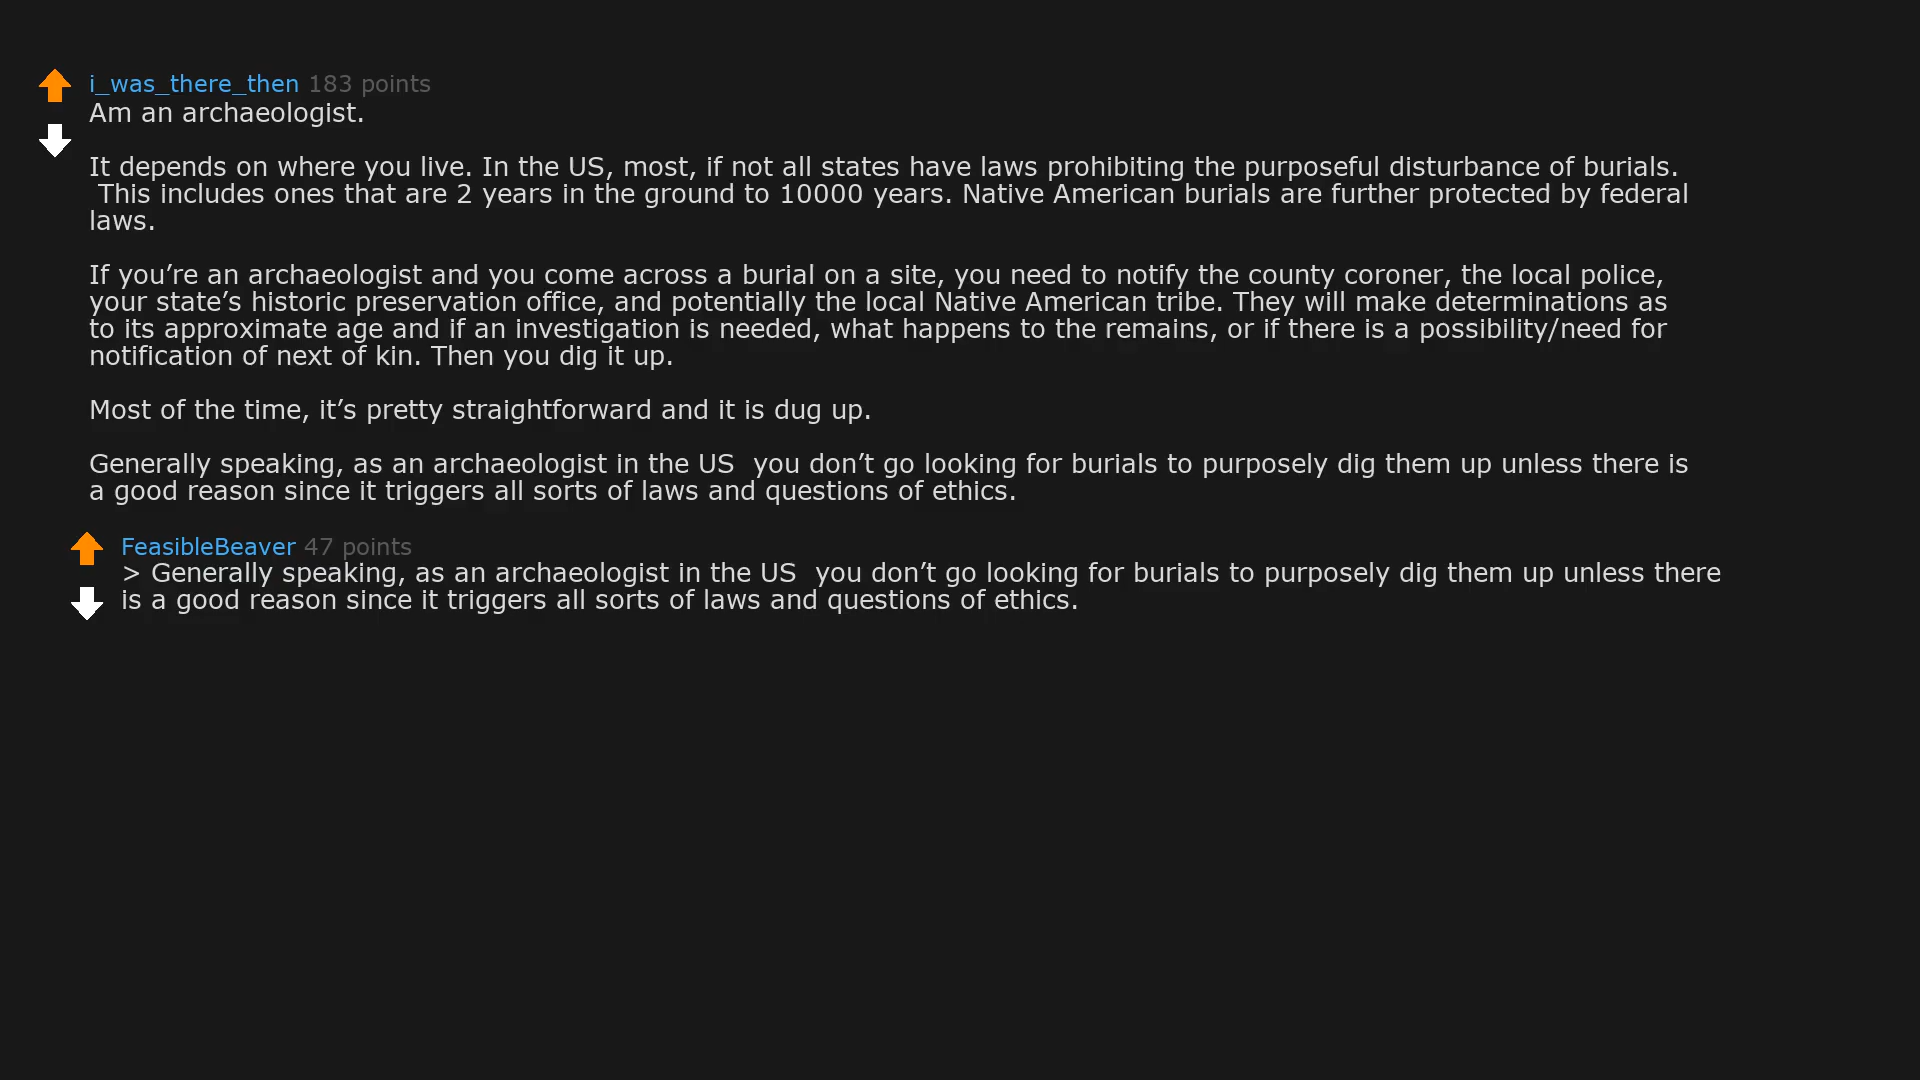 i_was_there_then 183 points
Am an archaeologist.
It depends on where you live. In the US, most, if not all states have laws prohibiting the purposeful disturbance of burials.
This includes ones that are 2 years in the ground to 10000 years. Native American burials are further protected by federal
laws.
If you’re an archaeologist and you come across a burial on a site, you need to notify the county coroner, the local police,
your state’s historic preservation office, and potentially the local Native American tribe. They will make determinations as
to its approximate age and if an investigation is needed, what happens to the remains, or if there is a possibility/need for
notification of next of kin. Then you dig it up.
Most of the time, it’s pretty straightforward and it is dug up.
Generally speaking, as an archaeologist in the US  you don’t go looking for burials to purposely dig them up unless there is
a good reason since it triggers all sorts of laws and questions of ethics.
FeasibleBeaver 47 points
> Generally speaking, as an archaeologist in the US  you don’t go looking for burials to purposely dig them up unless there
is a good reason since it triggers all sorts of laws and questions of ethics.